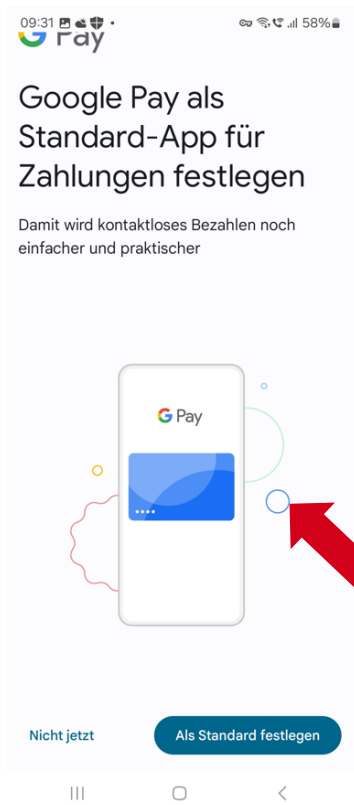 09:31 58%
G Pay
Google Pay als
Standard-App für
Zahlungen festlegen
Damit wird kontaktloses Bezahlen noch
einfacher und praktischer
G Pay
Nicht jetzt
Als Standard festlegen